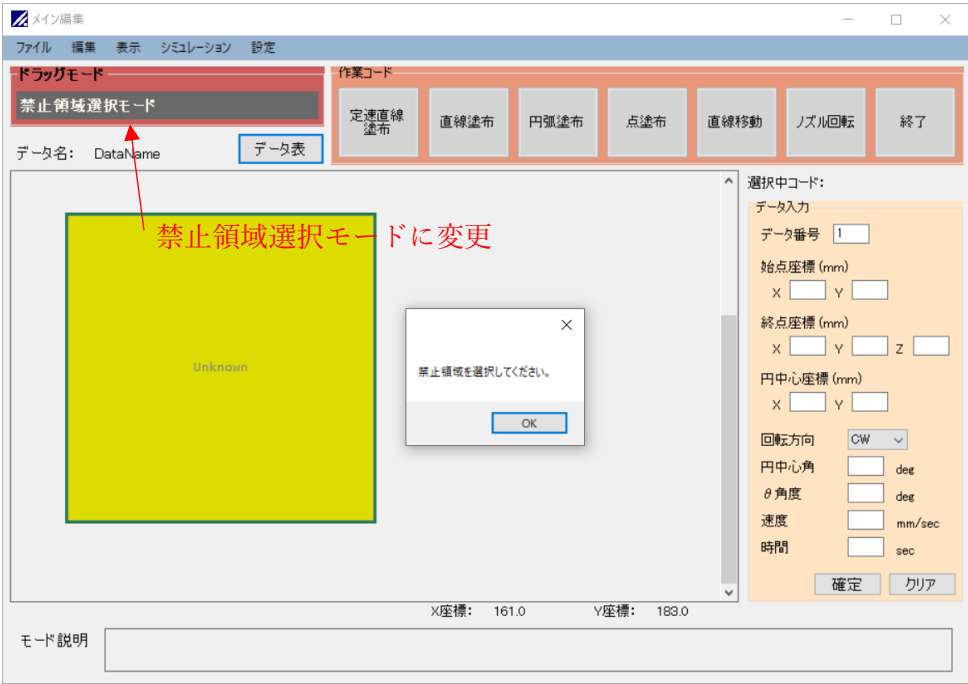 メイン編集
ファイル 編集 表示 シミュレーション 設定
ドラッグモード
禁止領域選択モード
作業コード
定速直線
塗布
直線塗布
円弧塗布
点塗布
直線移動
ノズル回転
終了
データ名: DataName
データ表
禁止領域選択モードに変更
Unknown
禁止領域を選択してください。
OK
選択中コード:
データ入力
データ番号 1
始点座標 (mm)
X Y
終点座標 (mm)
X Y Z
円中心座標 (mm)
X Y
回転方向 CW
円中心角 deg
θ角度 deg
速度 mm/sec
時間 sec
確定 クリア
X座標: 161.0 Y座標: 183.0
モード説明